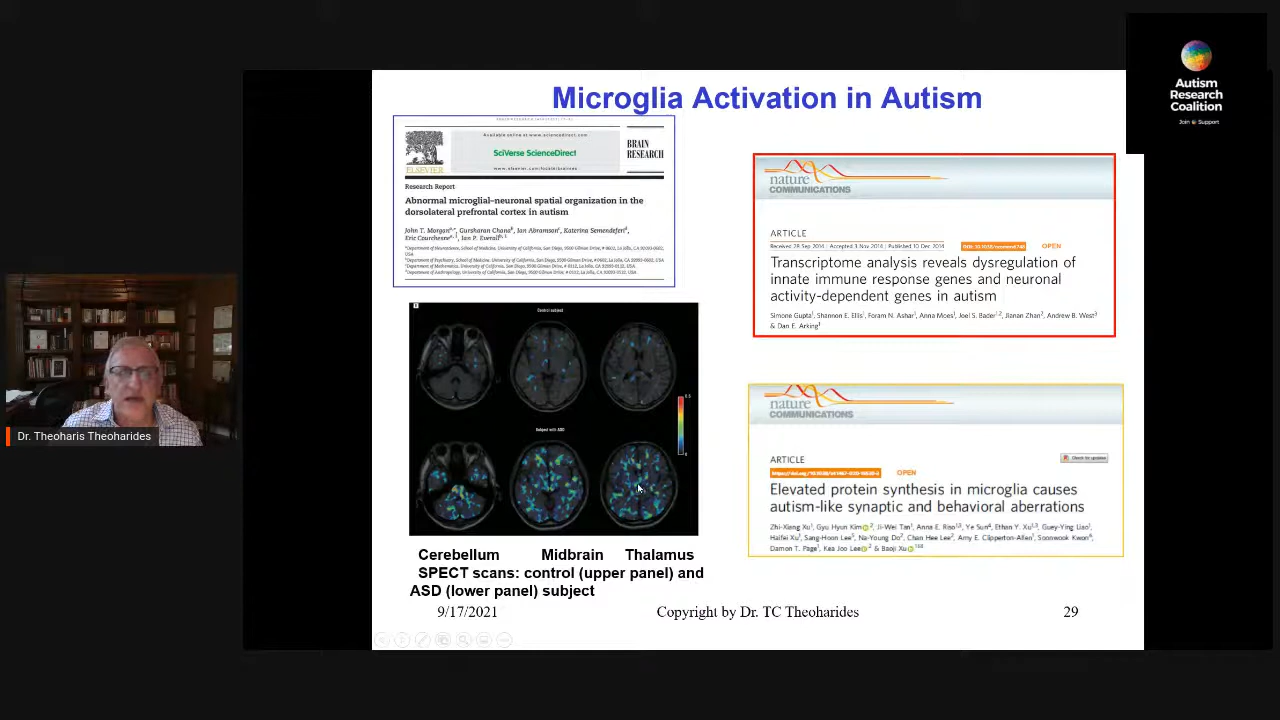 Microglia Activation in Autism
Autism
Research
Coalition
Join & Support
Available online at www.sciencedirect.com
SciVerse ScienceDirect
BRAIN
RESEARCH
ELSEVIER
Research Report
Abnormal microglial–neuronal spatial organization in the
dorsolateral prefrontal cortex in autism
John T. Morgan, Gursharan Chana, Ian Abramson, Katerina Semendeferi,
Eric Courchesne, Ian P. Everall
nature
COMMUNICATIONS
ARTICLE
Received 28 Sep 2014 | Accepted 3 Nov 2014 | Published 10 Dec 2014
OPEN
Transcriptome analysis reveals dysregulation of
innate immune response genes and neuronal
activity-dependent genes in autism
Simone Gupta, Shannon E. Ellis, Foram N. Ashar, Anna Moes, Joel S. Bader, Jianan Zhan, Andrew B. West
& Dan E. Arking
Control subject
Subject with ASD
nature
COMMUNICATIONS
ARTICLE
Check for updates
OPEN
Elevated protein synthesis in microglia causes
autism-like synaptic and behavioral aberrations
Zhi-Xiang Xu, Gyu Hyun Kim, Ji-Wei Tan, Anna E. Riso, Ye Sun, Ethan Y. Xu, Guey-Ying Liao,
Haifei Xu, Sang-Hoon Lee, Na-Young Do, Chan Hee Lee, Amy E. Clipperton-Allen, Soonwook Kwon,
Damon T. Page, Kea Joo Lee & Baoji Xu
Dr. Theoharis Theoharides
Cerebellum Midbrain Thalamus
SPECT scans: control (upper panel) and
ASD (lower panel) subject
9/17/2021 Copyright by Dr. TC Theoharides 29